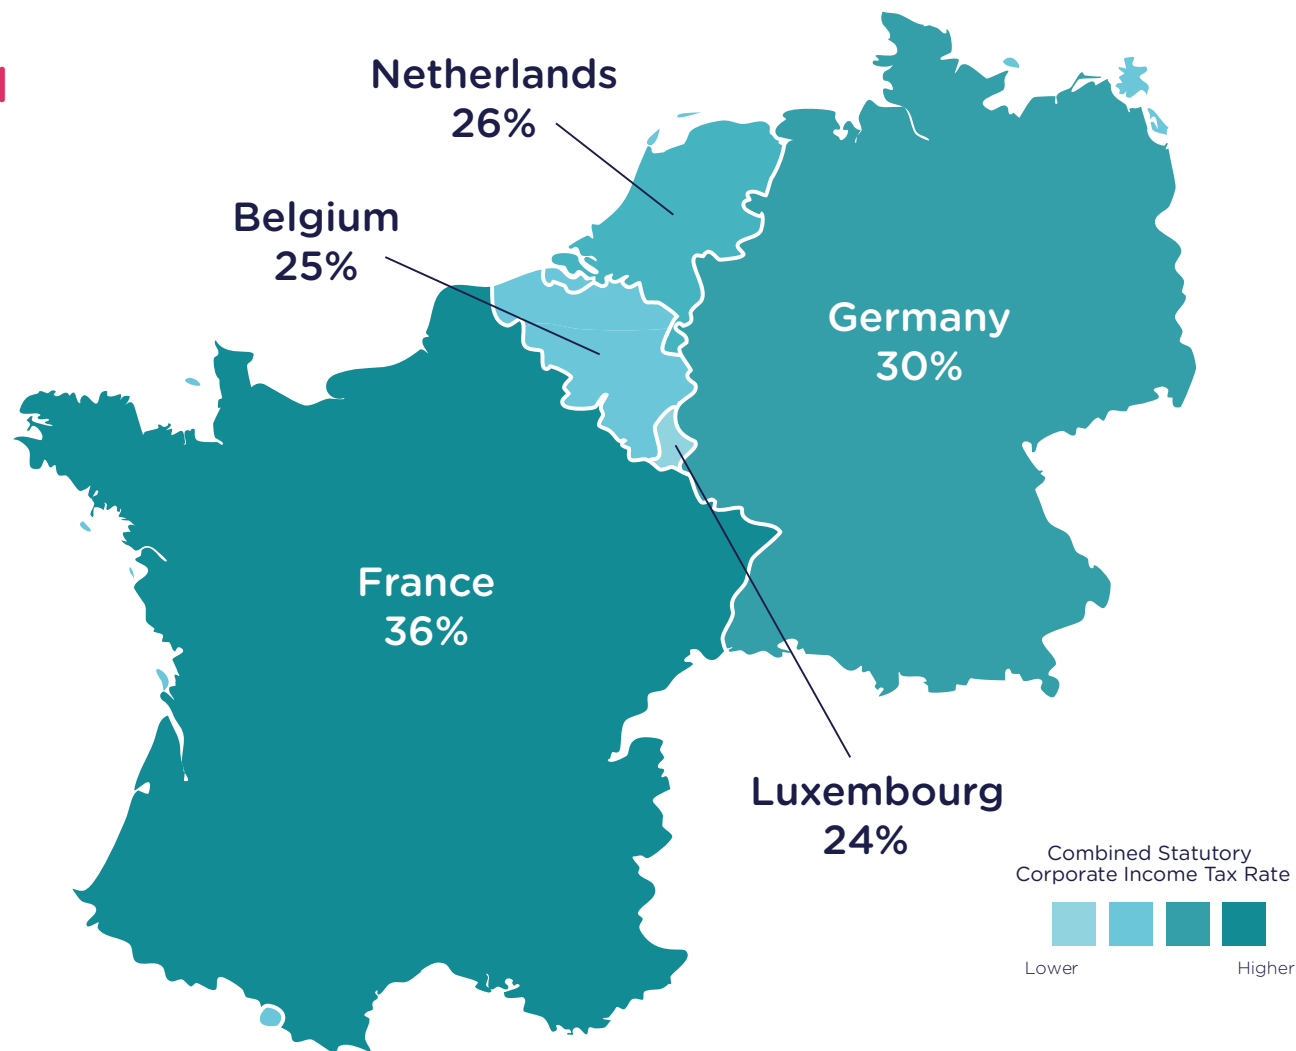 Netherlands
26%
Belgium
25%
Germany
30%
France
36%
Luxembourg
24%
Combined Statutory
Corporate Income Tax Rate
Lower
Higher